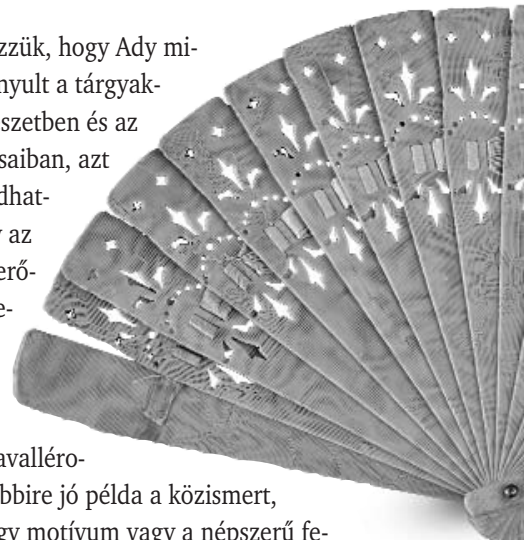 zzük, hogy Ady mi-
nyult a tárgyak-
szetben és az
saiban, azt
dhat-
az
erő-
e-
avalléro-
bbire jó példa a közismert,
gy motívum vagy a népszerű fe-